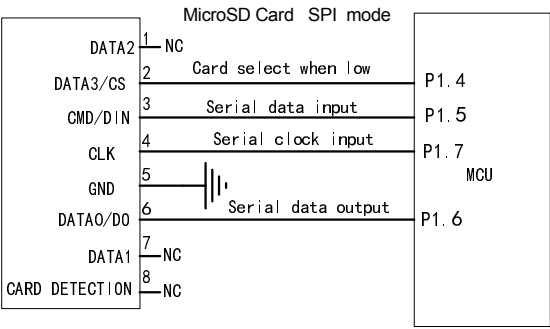 MicroSD Card SPI mode
DATA2 1 NC
DATA3/CS 2 Card select when low P1.4
CMD/DIN 3 Serial data input P1.5
CLK 4 Serial clock input P1.7
MCU
GND 5
DATAO/DO 6 Serial data output P1.6
DATA1 7 NC
CARD DETECTION 8 NC